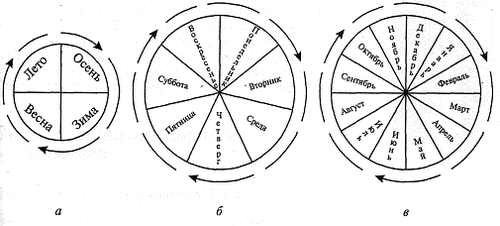 Лето
Осень
Весна
Зима
а
Воскресенье
Понедельник
Суббота
Вторник
Пятница
Среда
Четверг
б
Ноябрь
Декабрь
Октябрь
Январь
Сентябрь
Февраль
Август
Март
Июль
Апрель
Июнь
Май
в